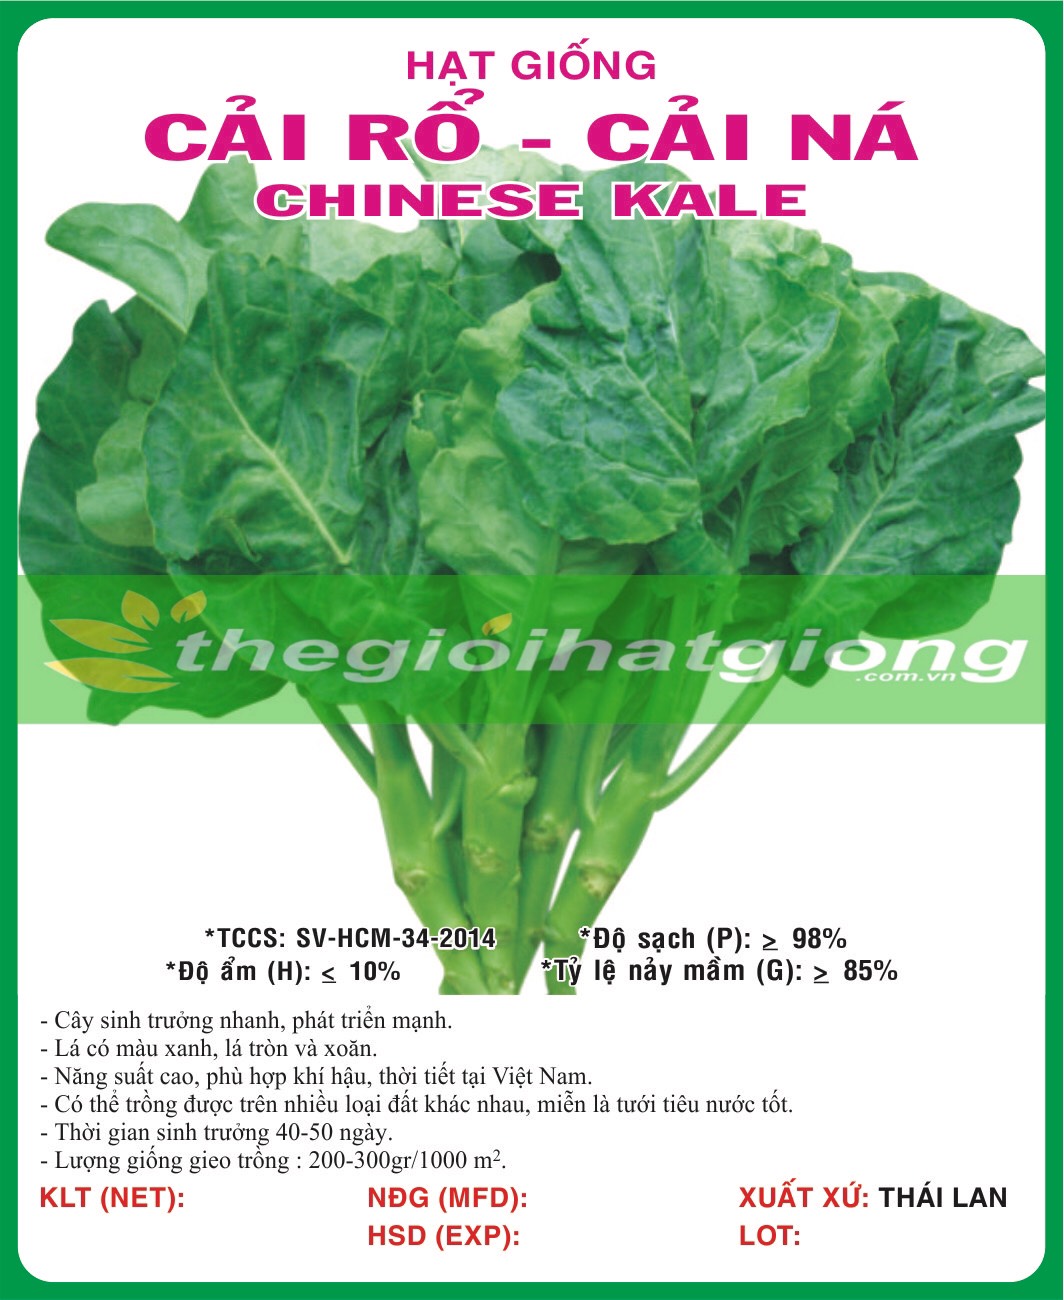 HẠT GIỐNG
CẢI RỔ - CẢI NÁ
CHINESE KALE
thegioihatgiong
.com.vn
*TCCS: SV-HCM-34-2014 *Độ sạch (P): ≥ 98%
*Độ ẩm (H): ≤ 10% *Tỷ lệ nảy mầm (G): ≥ 85%
- Cây sinh trưởng nhanh, phát triển mạnh.
- Lá có màu xanh, lá tròn và xoăn.
- Năng suất cao, phù hợp khí hậu, thời tiết tại Việt Nam.
- Có thể trồng được trên nhiều loại đất khác nhau, miễn là tưới tiêu nước tốt.
- Thời gian sinh trưởng 40-50 ngày.
- Lượng giống gieo trồng : 200-300gr/1000 m².
KLT (NET): NĐG (MFD): XUẤT XỨ: THÁI LAN
HSD (EXP): LOT: